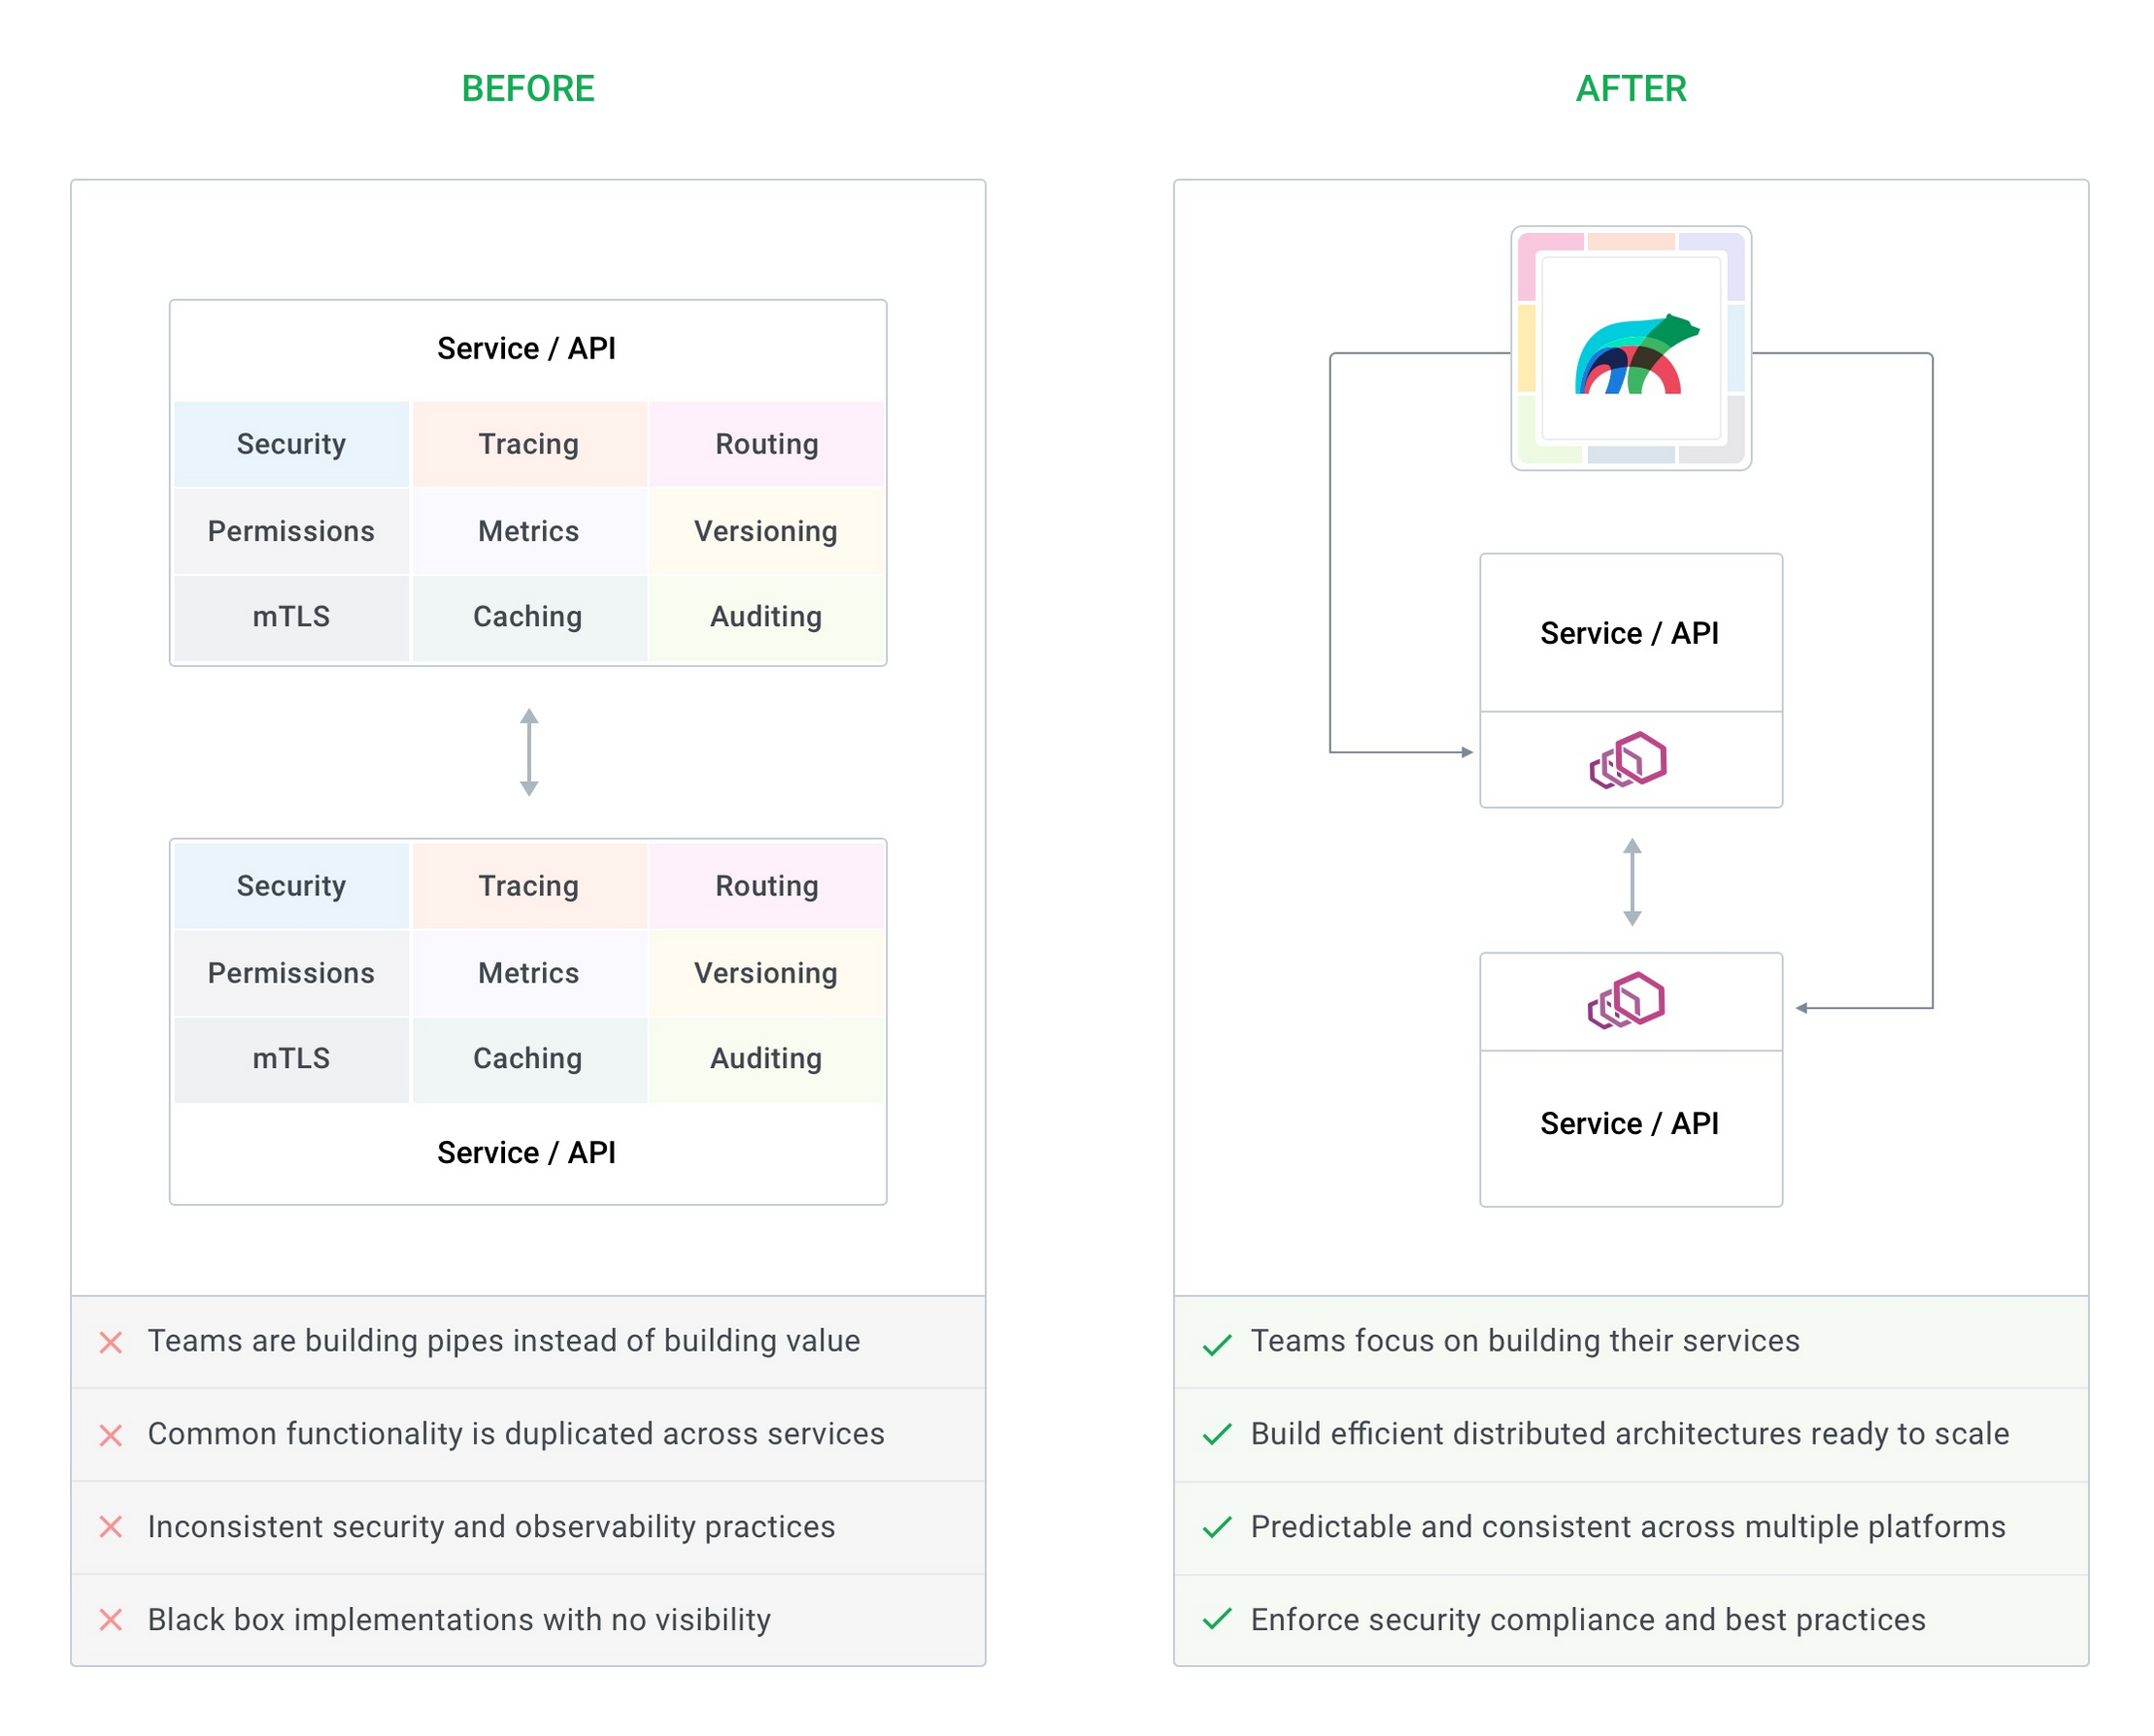 BEFORE
Service / API
Security Tracing Routing
Permissions Metrics Versioning
mTLS Caching Auditing
Security Tracing Routing
Permissions Metrics Versioning
mTLS Caching Auditing
Service / API
Teams are building pipes instead of building value
Common functionality is duplicated across services
Inconsistent security and observability practices
Black box implementations with no visibility
AFTER
Service / API
Service / API
Teams focus on building their services
Build efficient distributed architectures ready to scale
Predictable and consistent across multiple platforms
Enforce security compliance and best practices